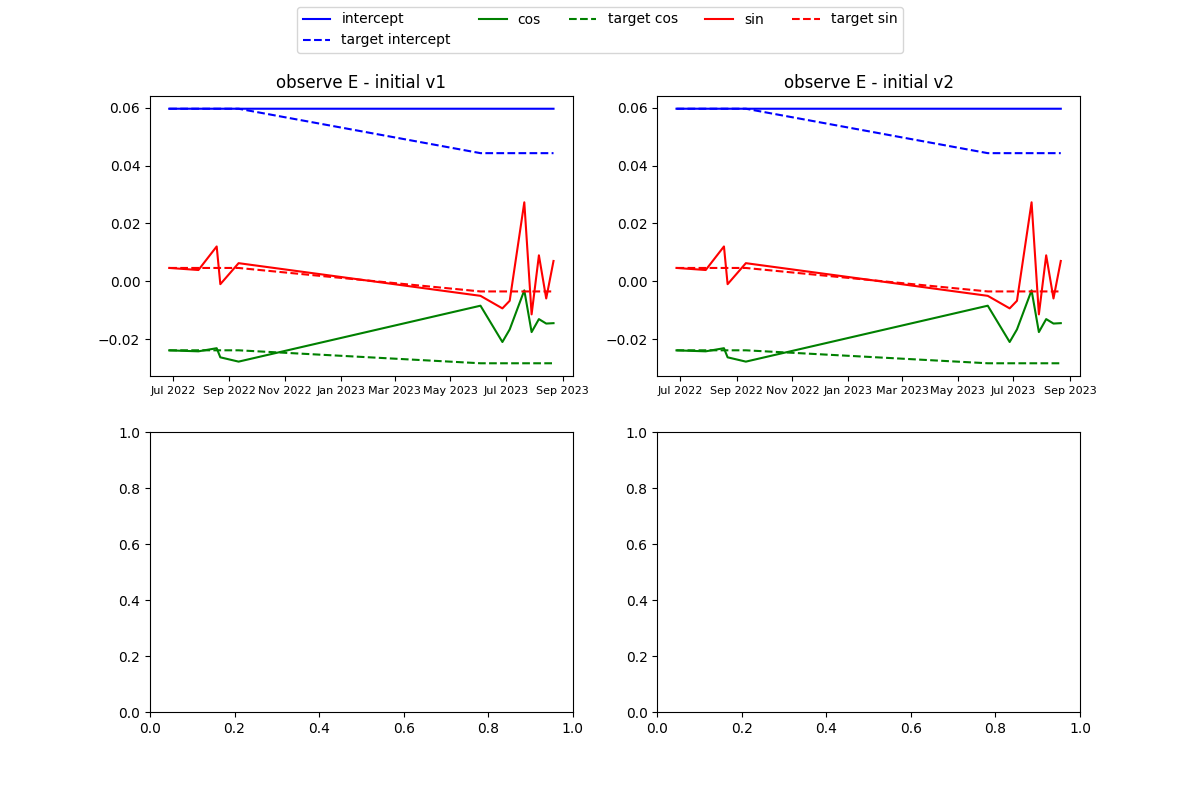 intercept cos target cos sin target sin
target intercept
observe E - initial v1 observe E - initial v2
0.06 0.06
0.04 0.04
0.02 0.02
0.00 0.00
−0.02 −0.02
Jul 2022 Sep 2022 Nov 2022 Jan 2023 Mar 2023 May 2023 Jul 2023 Sep 2023 Jul 2022 Sep 2022 Nov 2022 Jan 2023 Mar 2023 May 2023 Jul 2023 Sep 2023
1.0 1.0
0.8 0.8
0.6 0.6
0.4 0.4
0.2 0.2
0.0 0.0
0.0 0.2 0.4 0.6 0.8 1.0 0.0 0.2 0.4 0.6 0.8 1.0